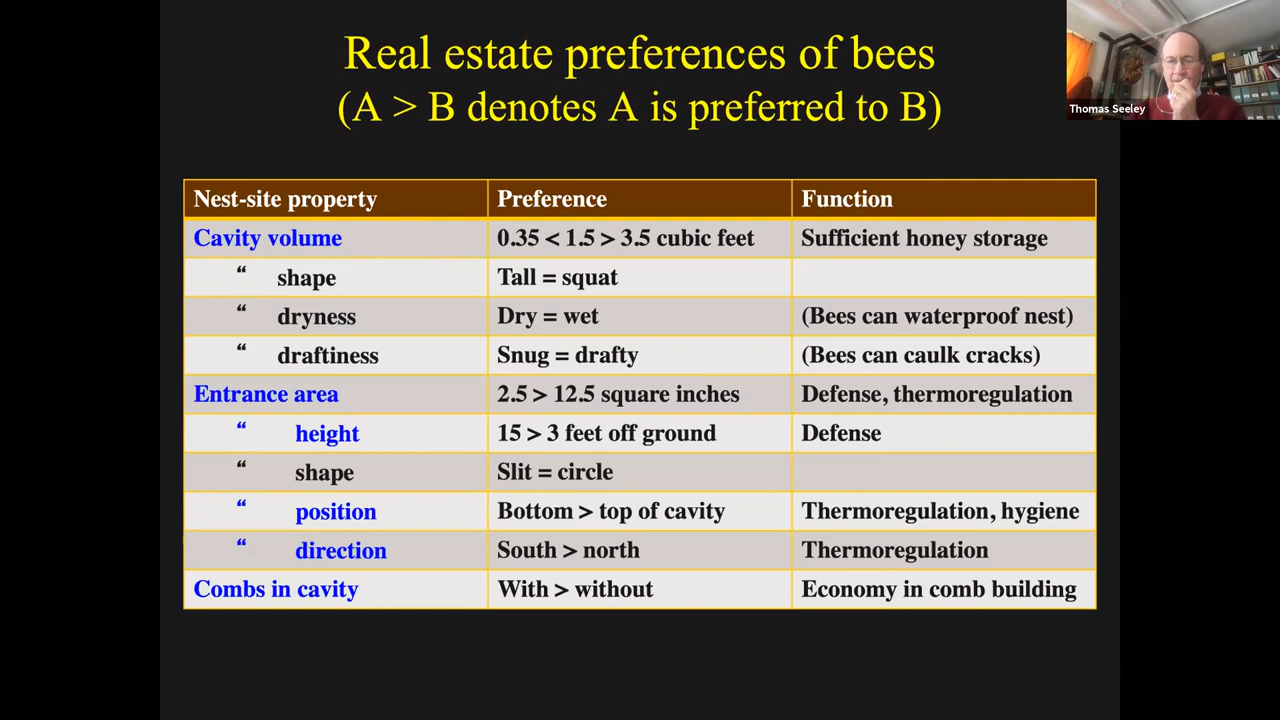 Real estate preferences of bees
(A > B denotes A is preferred to B)
Thomas Seeley
Nest-site property Preference Function
Cavity volume 0.35 < 1.5 > 3.5 cubic feet Sufficient honey storage
“ shape Tall = squat
“ dryness Dry = wet (Bees can waterproof nest)
“ draftiness Snug = drafty (Bees can caulk cracks)
Entrance area 2.5 > 12.5 square inches Defense, thermoregulation
“ height 15 > 3 feet off ground Defense
“ shape Slit = circle
“ position Bottom > top of cavity Thermoregulation, hygiene
“ direction South > north Thermoregulation
Combs in cavity With > without Economy in comb building